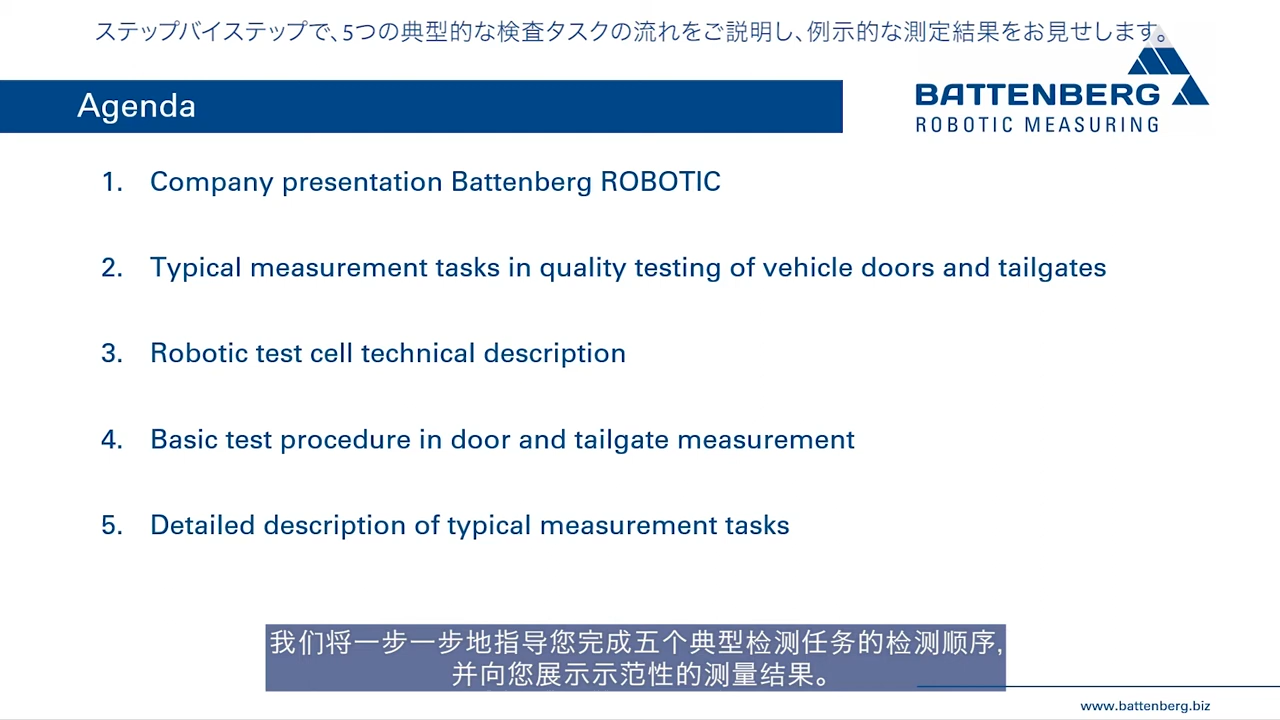 ステップバイステップで、5つの典型的な検査タスクの流れをご説明し、例示的な測定結果をお見せします。
Agenda
BATTENBERG
ROBOTIC MEASURING
1. Company presentation Battenberg ROBOTIC
2. Typical measurement tasks in quality testing of vehicle doors and tailgates
3. Robotic test cell technical description
4. Basic test procedure in door and tailgate measurement
5. Detailed description of typical measurement tasks
我们将一步一步地指导您完成五个典型检测任务的检测顺序,
并向您展示示范性的测量结果。
www.battenberg.biz